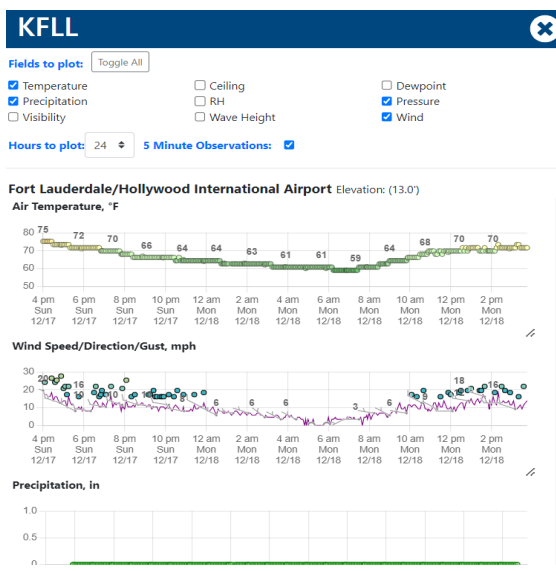 KFLL
Fields to plot: Toggle All
Temperature Ceiling Dewpoint
Precipitation RH Pressure
Visibility Wave Height Wind
Hours to plot: 24 5 Minute Observations:
Fort Lauderdale/Hollywood International Airport Elevation: (13.0')
Air Temperature, °F
80 75 72 70 66 64 64 63 61 61 59 64 68 70 70
70
60
50
4 pm 6 pm 8 pm 10 pm 12 am 2 am 4 am 6 am 8 am 10 am 12 pm 2 pm
Sun Sun Sun Sun Mon Mon Mon Mon Mon Mon Mon Mon
12/17 12/17 12/17 12/17 12/18 12/18 12/18 12/18 12/18 12/18 12/18 12/18
Wind Speed/Direction/Gust, mph
30
20 20 16 18 16
10 10 10 9 6 6 6 3 6 9
0
4 pm 6 pm 8 pm 10 pm 12 am 2 am 4 am 6 am 8 am 10 am 12 pm 2 pm
Sun Sun Sun Sun Mon Mon Mon Mon Mon Mon Mon Mon
12/17 12/17 12/17 12/17 12/18 12/18 12/18 12/18 12/18 12/18 12/18 12/18
Precipitation, in
1.0
0.5
0